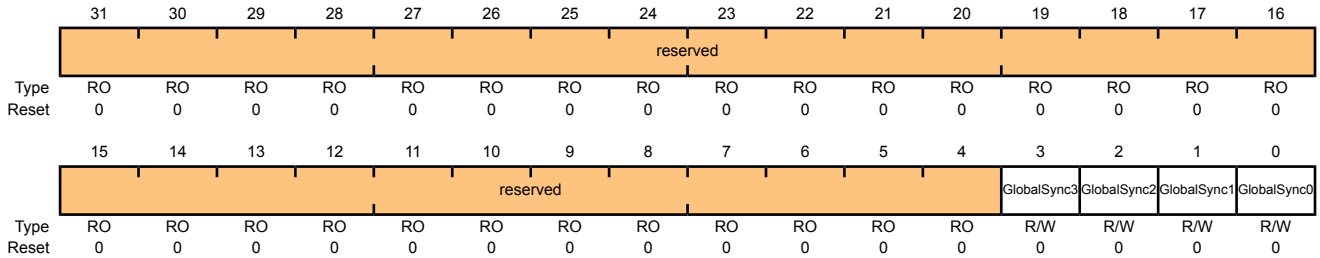 31 30 29 28 27 26 25 24 23 22 21 20 19 18 17 16
reserved
Type RO RO RO RO RO RO RO RO RO RO RO RO RO RO RO RO
Reset 0 0 0 0 0 0 0 0 0 0 0 0 0 0 0 0
15 14 13 12 11 10 9 8 7 6 5 4 3 2 1 0
reserved GlobalSync3 GlobalSync2 GlobalSync1 GlobalSync0
Type RO RO RO RO RO RO RO RO RO RO RO RO R/W R/W R/W R/W
Reset 0 0 0 0 0 0 0 0 0 0 0 0 0 0 0 0